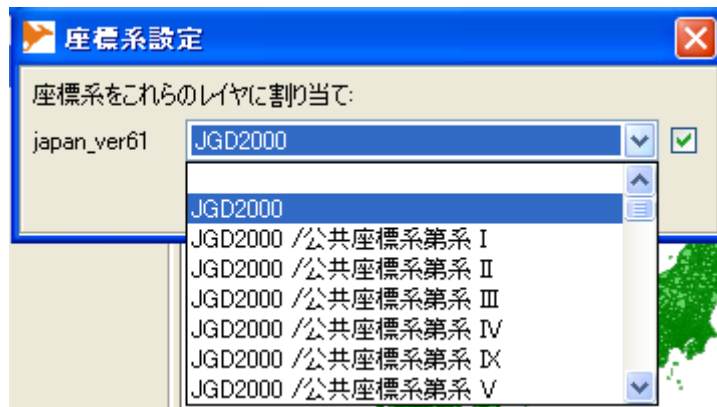 座標系設定
座標系をこれらのレイヤに割り当て:
japan_ver61 JGD2000
JGD2000
JGD2000 /公共座標系第系 Ⅰ
JGD2000 /公共座標系第系 Ⅱ
JGD2000 /公共座標系第系 Ⅲ
JGD2000 /公共座標系第系 Ⅳ
JGD2000 /公共座標系第系 Ⅸ
JGD2000 /公共座標系第系 Ⅴ